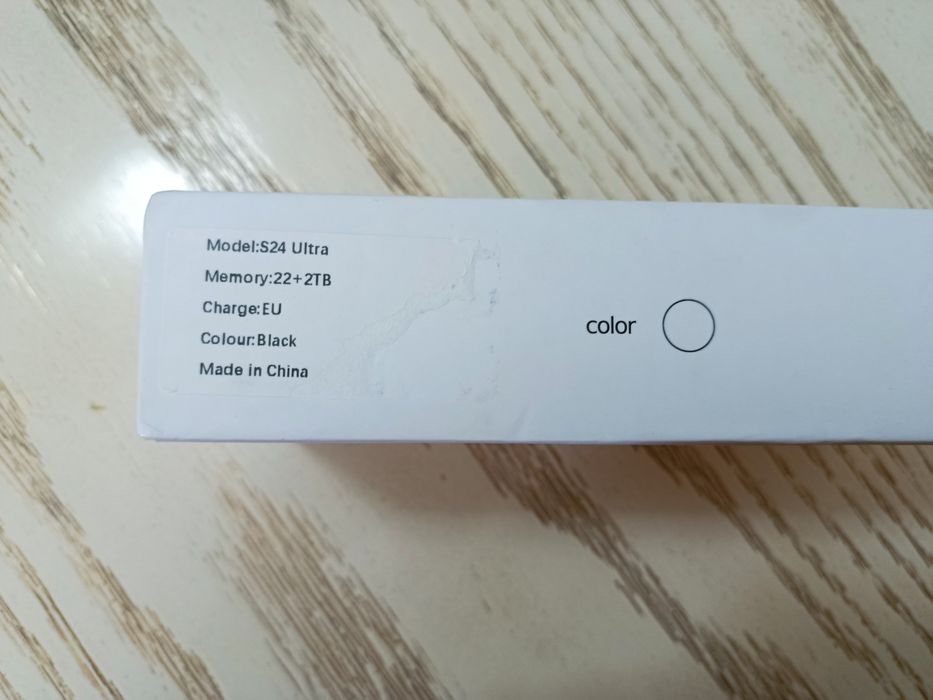 Model:S24 Ultra
Memory:22+2TB
Charge:EU
Colour:Black
Made in China
color